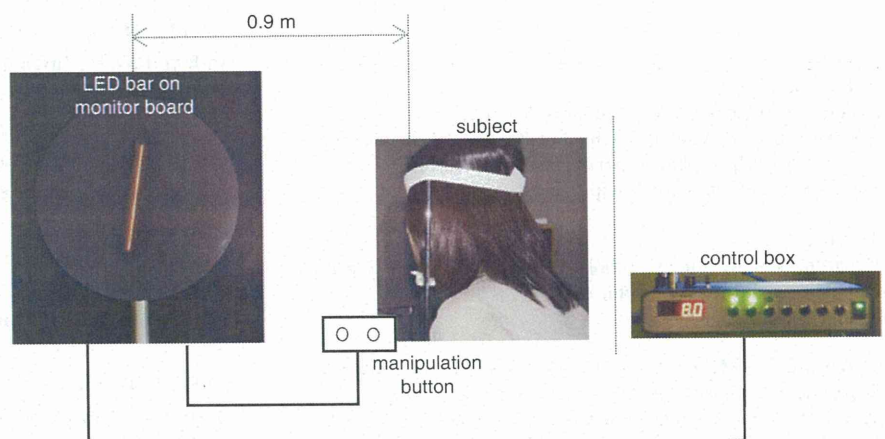 0.9 m
LED bar on
monitor board
subject
control box
8.0
manipulation
button